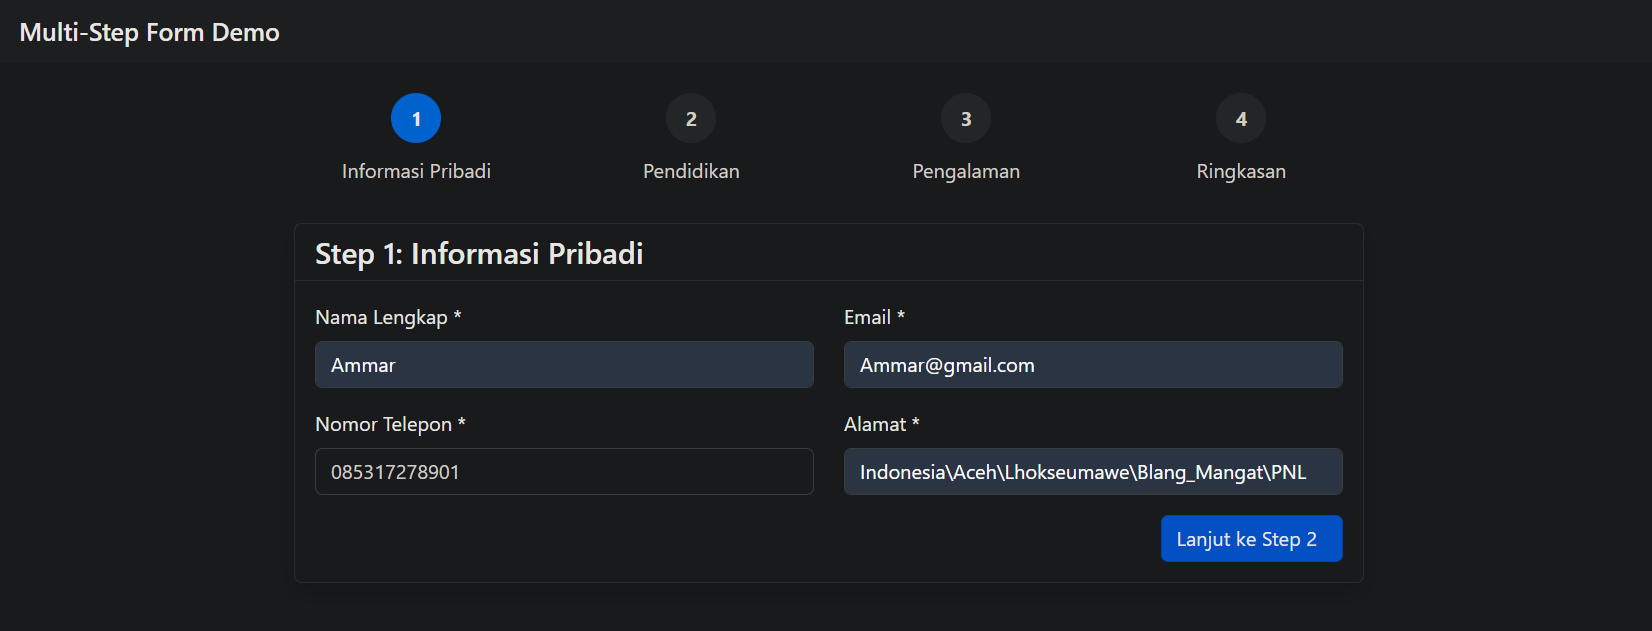 Multi-Step Form Demo
1
2
3
4
Informasi Pribadi
Pendidikan
Pengalaman
Ringkasan
Step 1: Informasi Pribadi
Nama Lengkap *
Email *
Ammar
Ammar@gmail.com
Nomor Telepon *
Alamat *
085317278901
Indonesia\Aceh\Lhokseumawe\Blang_Mangat\PNL
Lanjut ke Step 2